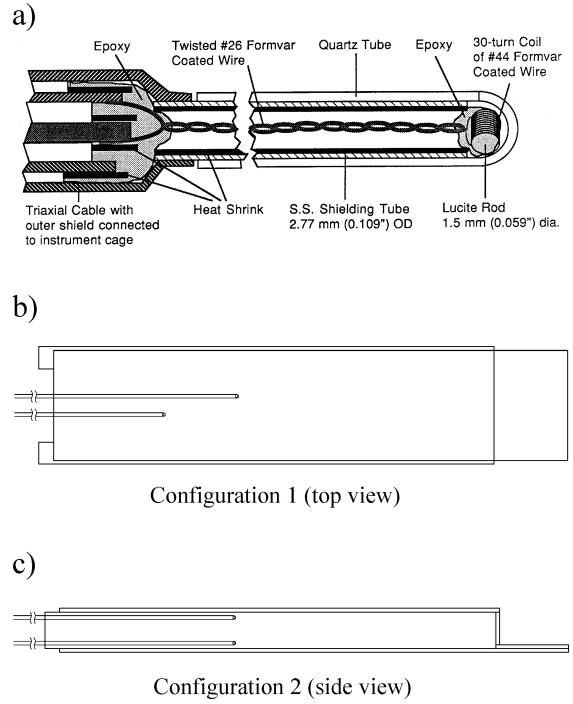 a)
Epoxy
Twisted #26 Formvar
Coated Wire
Quartz Tube
Epoxy
30-turn Coil
of #44 Formvar
Coated Wire
Triaxial Cable with
outer shield connected
to instrument cage
Heat Shrink
S.S. Shielding Tube
2.77 mm (0.109") OD
Lucite Rod
1.5 mm (0.059") dia.
b)
Configuration 1 (top view)
c)
Configuration 2 (side view)